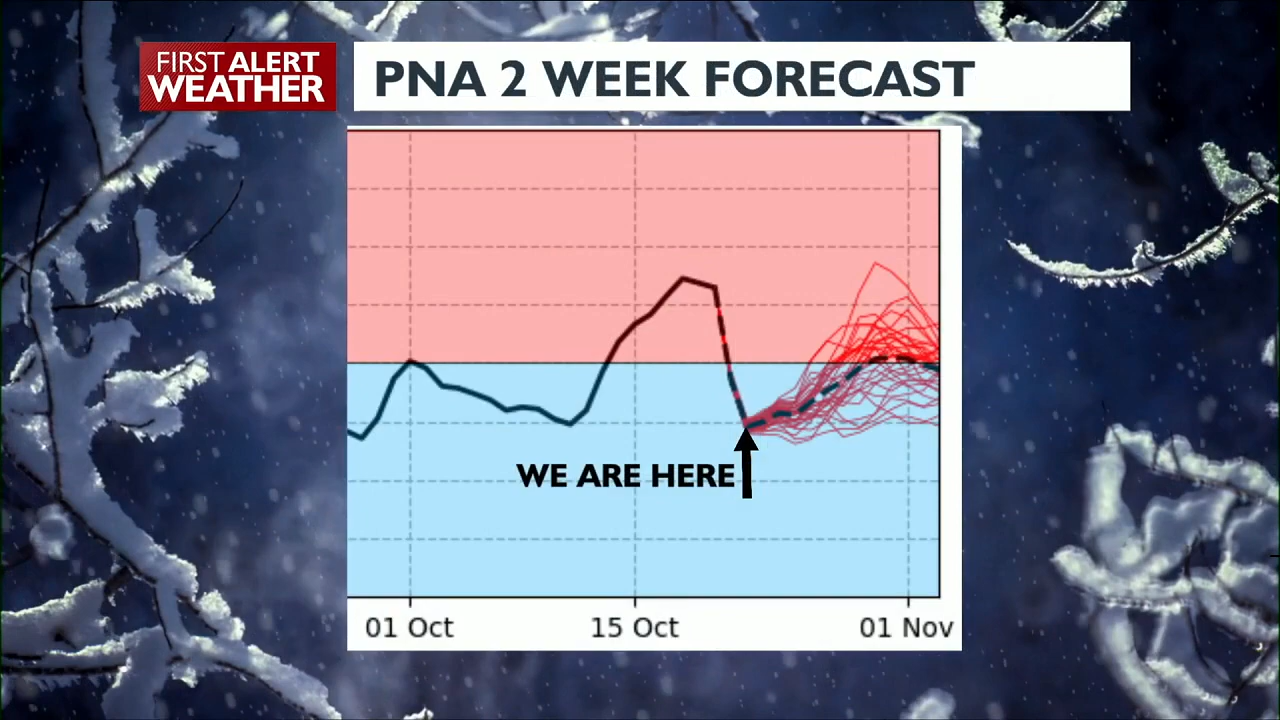 FIRST ALERT
WEATHER
PNA 2 WEEK FORECAST
WE ARE HERE
01 Oct
15 Oct
01 Nov